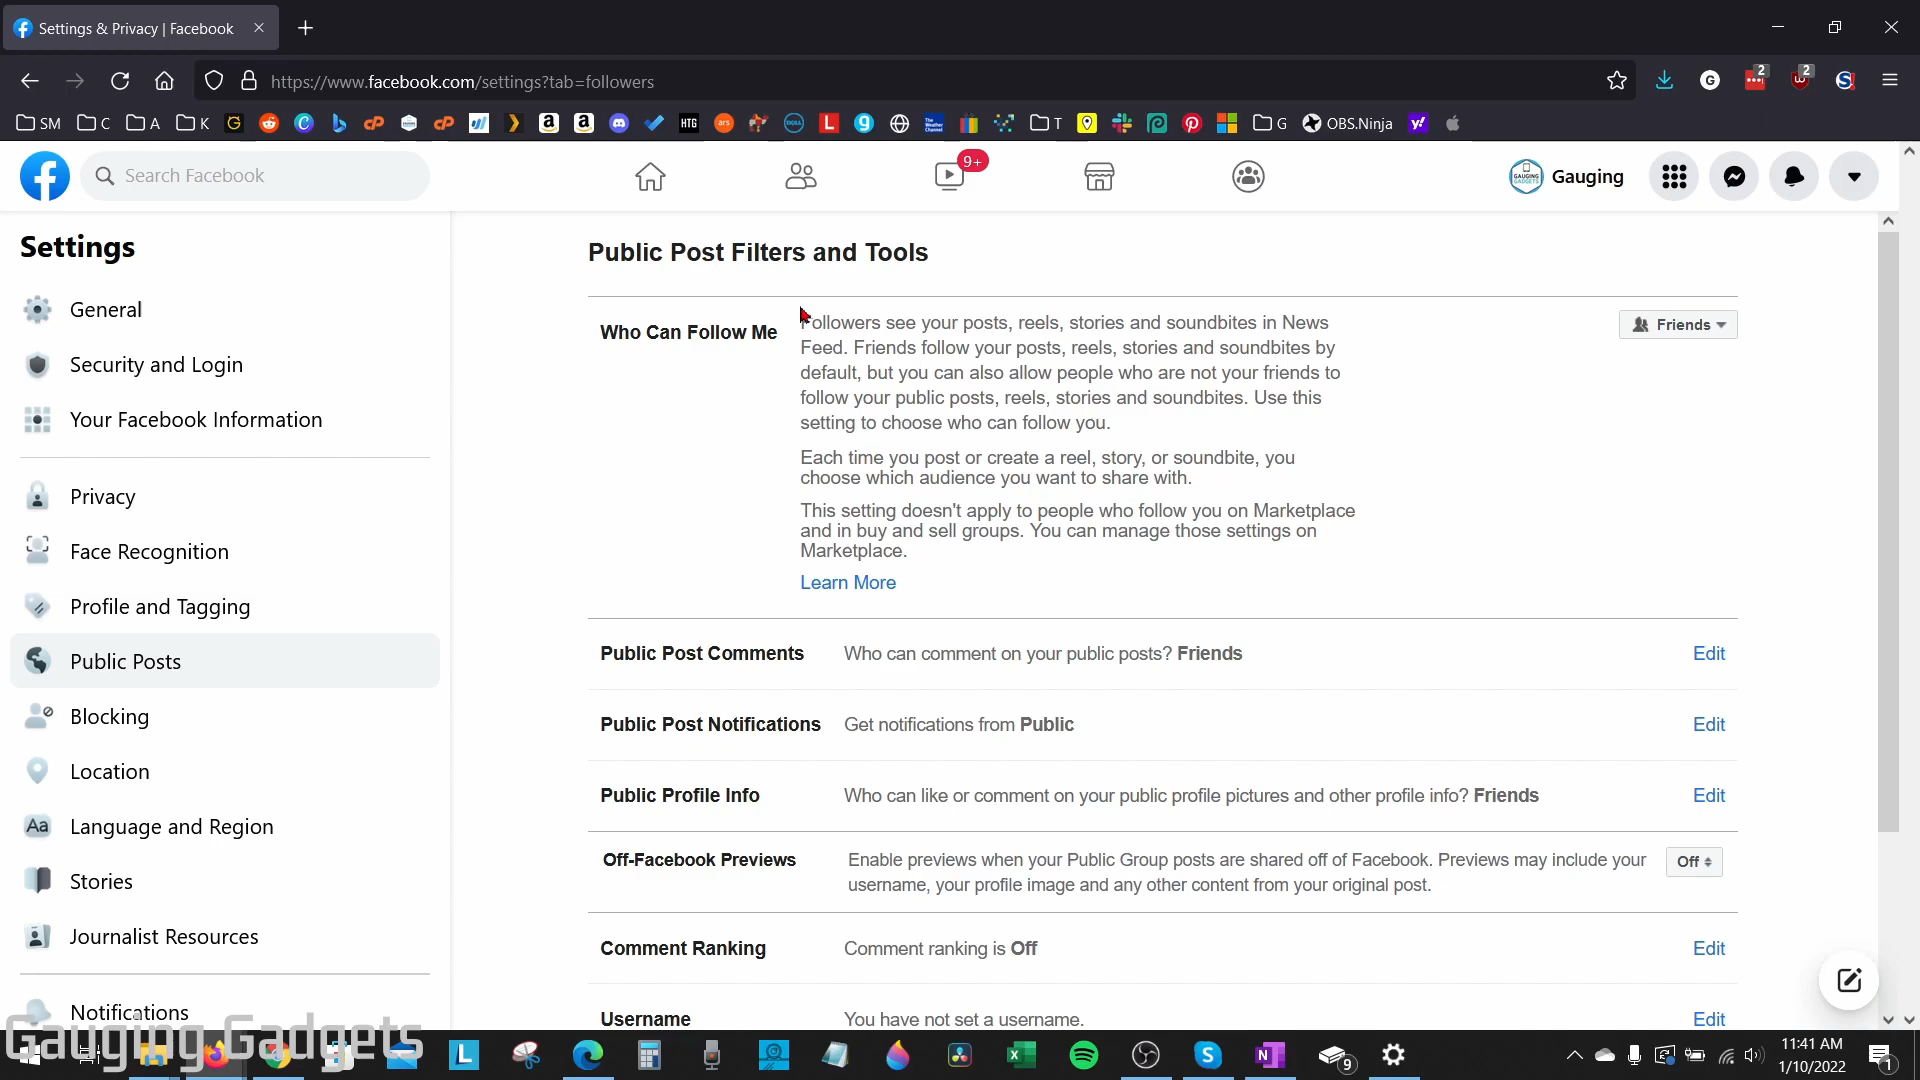 Settings & Privacy | Facebook
https://www.facebook.com/settings?tab=followers
2
2
SM
C
A
K
T
G
OBS.Ninja
Search Facebook
9+
Gauging
Settings
General
Security and Login
Your Facebook Information
Privacy
Face Recognition
Profile and Tagging
Public Posts
Blocking
Location
Language and Region
Stories
Journalist Resources
Notifications
Public Post Filters and Tools
Who Can Follow Me
Followers see your posts, reels, stories and soundbites in News
Feed. Friends follow your posts, reels, stories and soundbites by
default, but you can also allow people who are not your friends to
follow your public posts, reels, stories and soundbites. Use this
setting to choose who can follow you.
Each time you post or create a reel, story, or soundbite, you
choose which audience you want to share with.
This setting doesn't apply to people who follow you on Marketplace
and in buy and sell groups. You can manage those settings on
Marketplace.
Learn More
Friends
Public Post Comments Who can comment on your public posts? Friends Edit
Public Post Notifications Get notifications from Public Edit
Public Profile Info Who can like or comment on your public profile pictures and other profile info? Friends Edit
Off-Facebook Previews
Enable previews when your Public Group posts are shared off of Facebook. Previews may include your
username, your profile image and any other content from your original post.
Off
Comment Ranking Comment ranking is Off Edit
Username You have not set a username. Edit
Gauging Gadgets
9
11:41 AM
1/10/2022
1